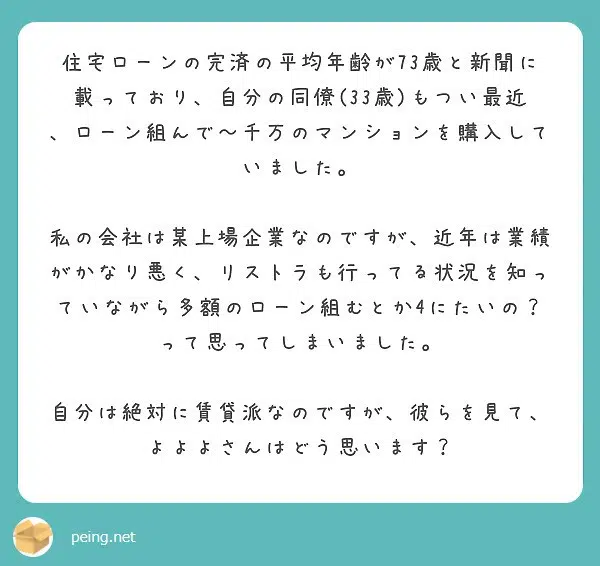 住宅ローンの完済の平均年齢が73歳と新聞に
載っており、自分の同僚(33歳)もつい最近
、ローン組んで〜千万のマンションを購入して
いました。
私の会社は某上場企業なのですが、近年は業績
がかなり悪く、リストラも行ってる状況を知っ
ていながら多額のローン組むとか4にたいの？
って思ってしまいました。
自分は絶対に賃貸派なのですが、彼らを見て、
よよよさんはどう思います？
peing.net